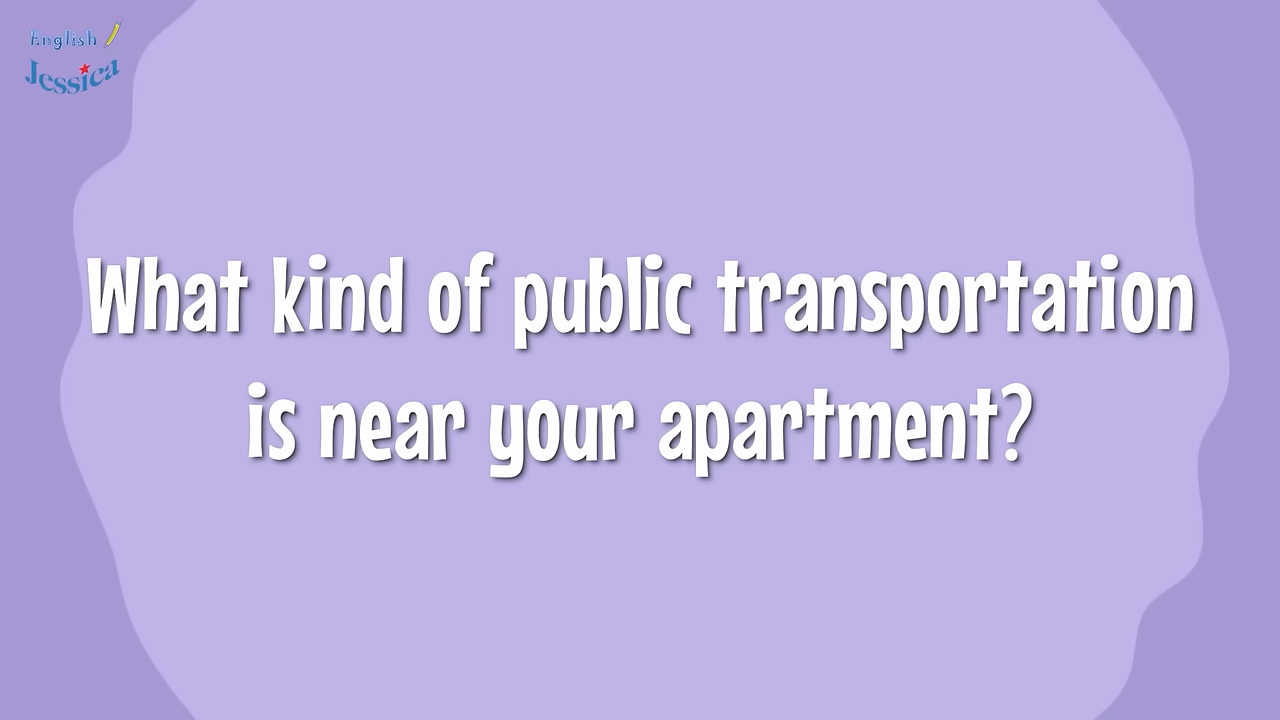 English
Jessica
What kind of public transportation
is near your apartment?